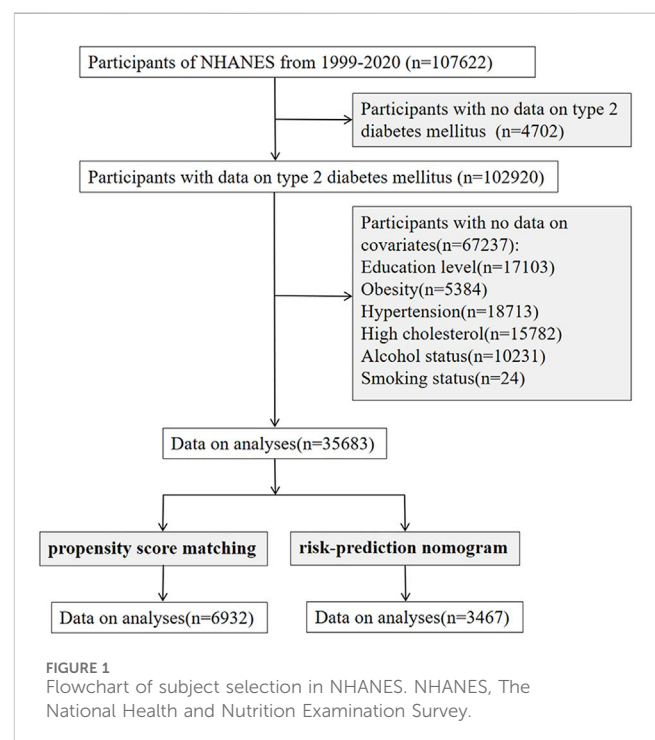 Participants of NHANES from 1999-2020 (n=107622)
Participants with no data on type 2
diabetes mellitus (n=4702)
Participants with data on type 2 diabetes mellitus (n=102920)
Participants with no data on
covariates(n=67237):
Education level(n=17103)
Obesity(n=5384)
Hypertension(n=18713)
High cholesterol(n=15782)
Alcohol status(n=10231)
Smoking status(n=24)
Data on analyses(n=35683)
propensity score matching
risk-prediction nomogram
Data on analyses(n=6932)
Data on analyses(n=3467)
FIGURE 1
Flowchart of subject selection in NHANES. NHANES, The
National Health and Nutrition Examination Survey.